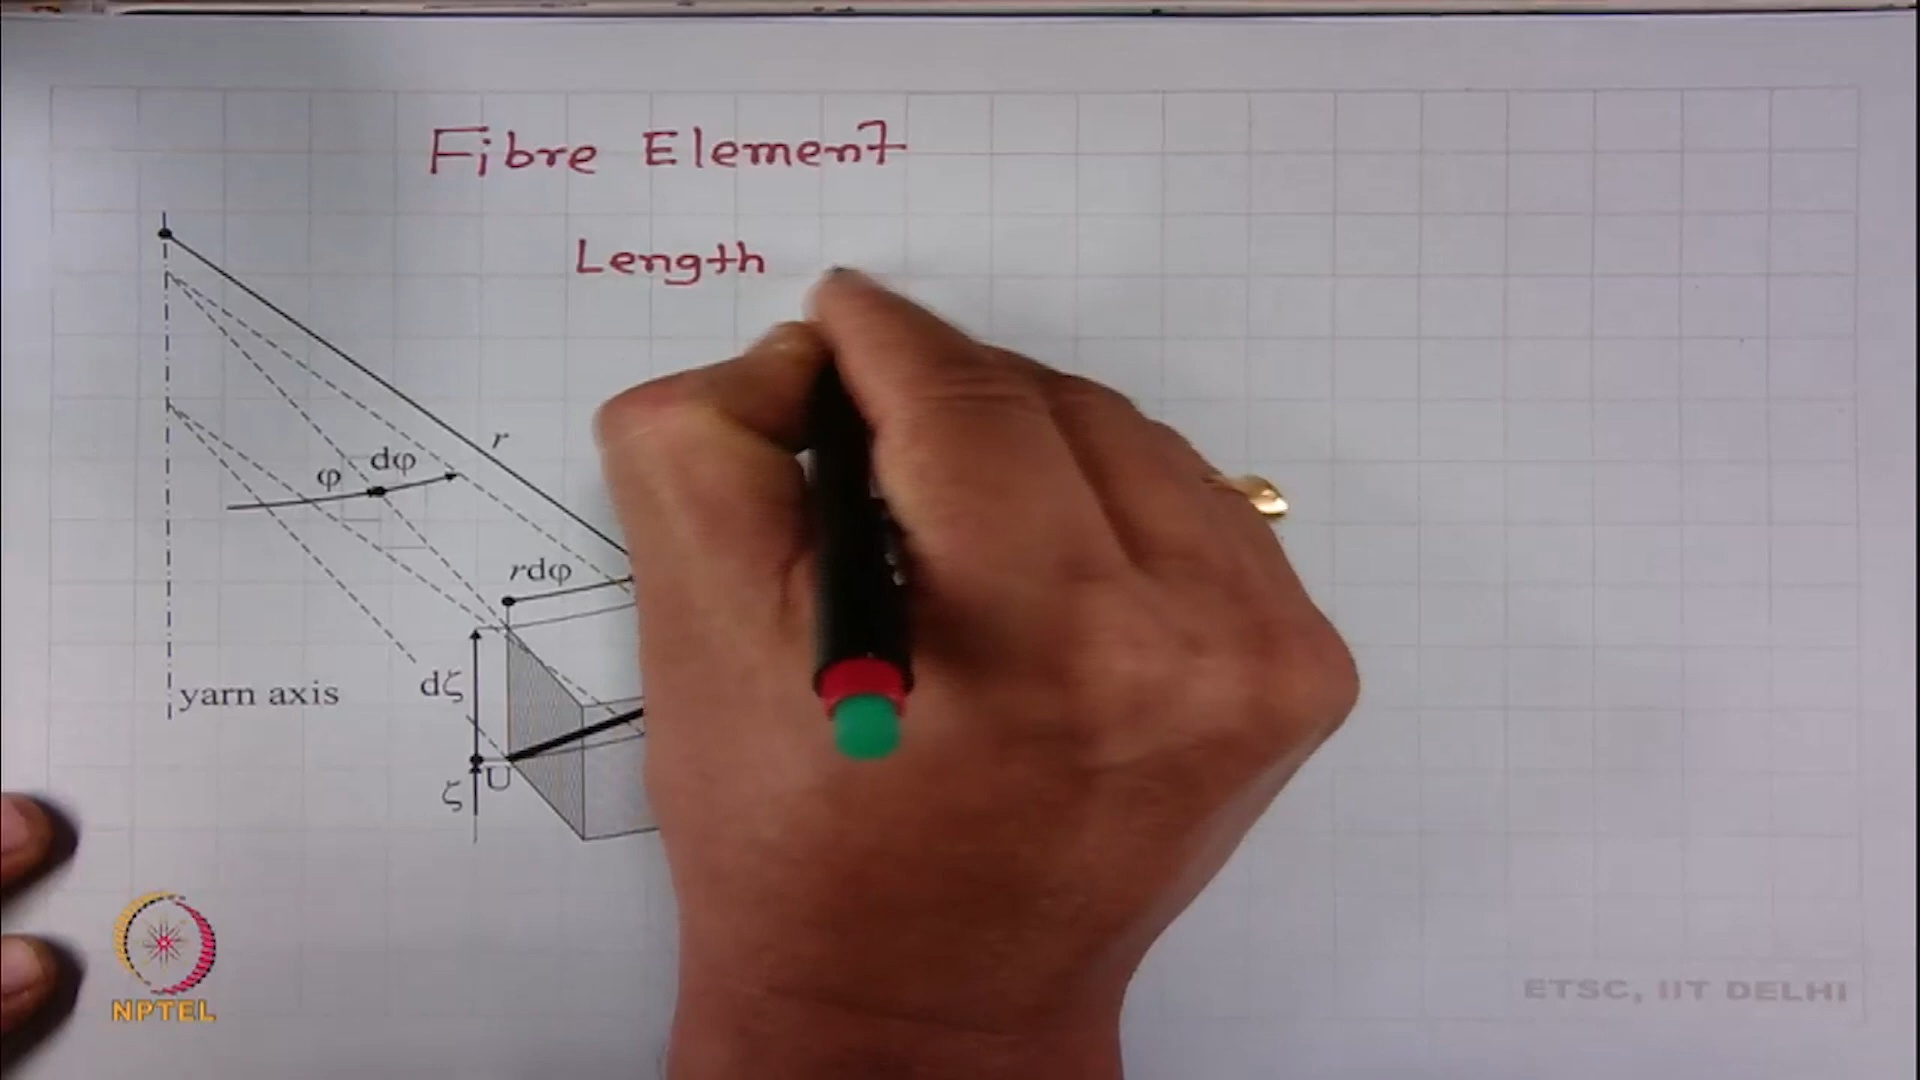 Fibre Element
Length
r
φ dφ
rdφ
dζ
yarn axis
ζ U
NPTEL
ETSC, IIT DELHI